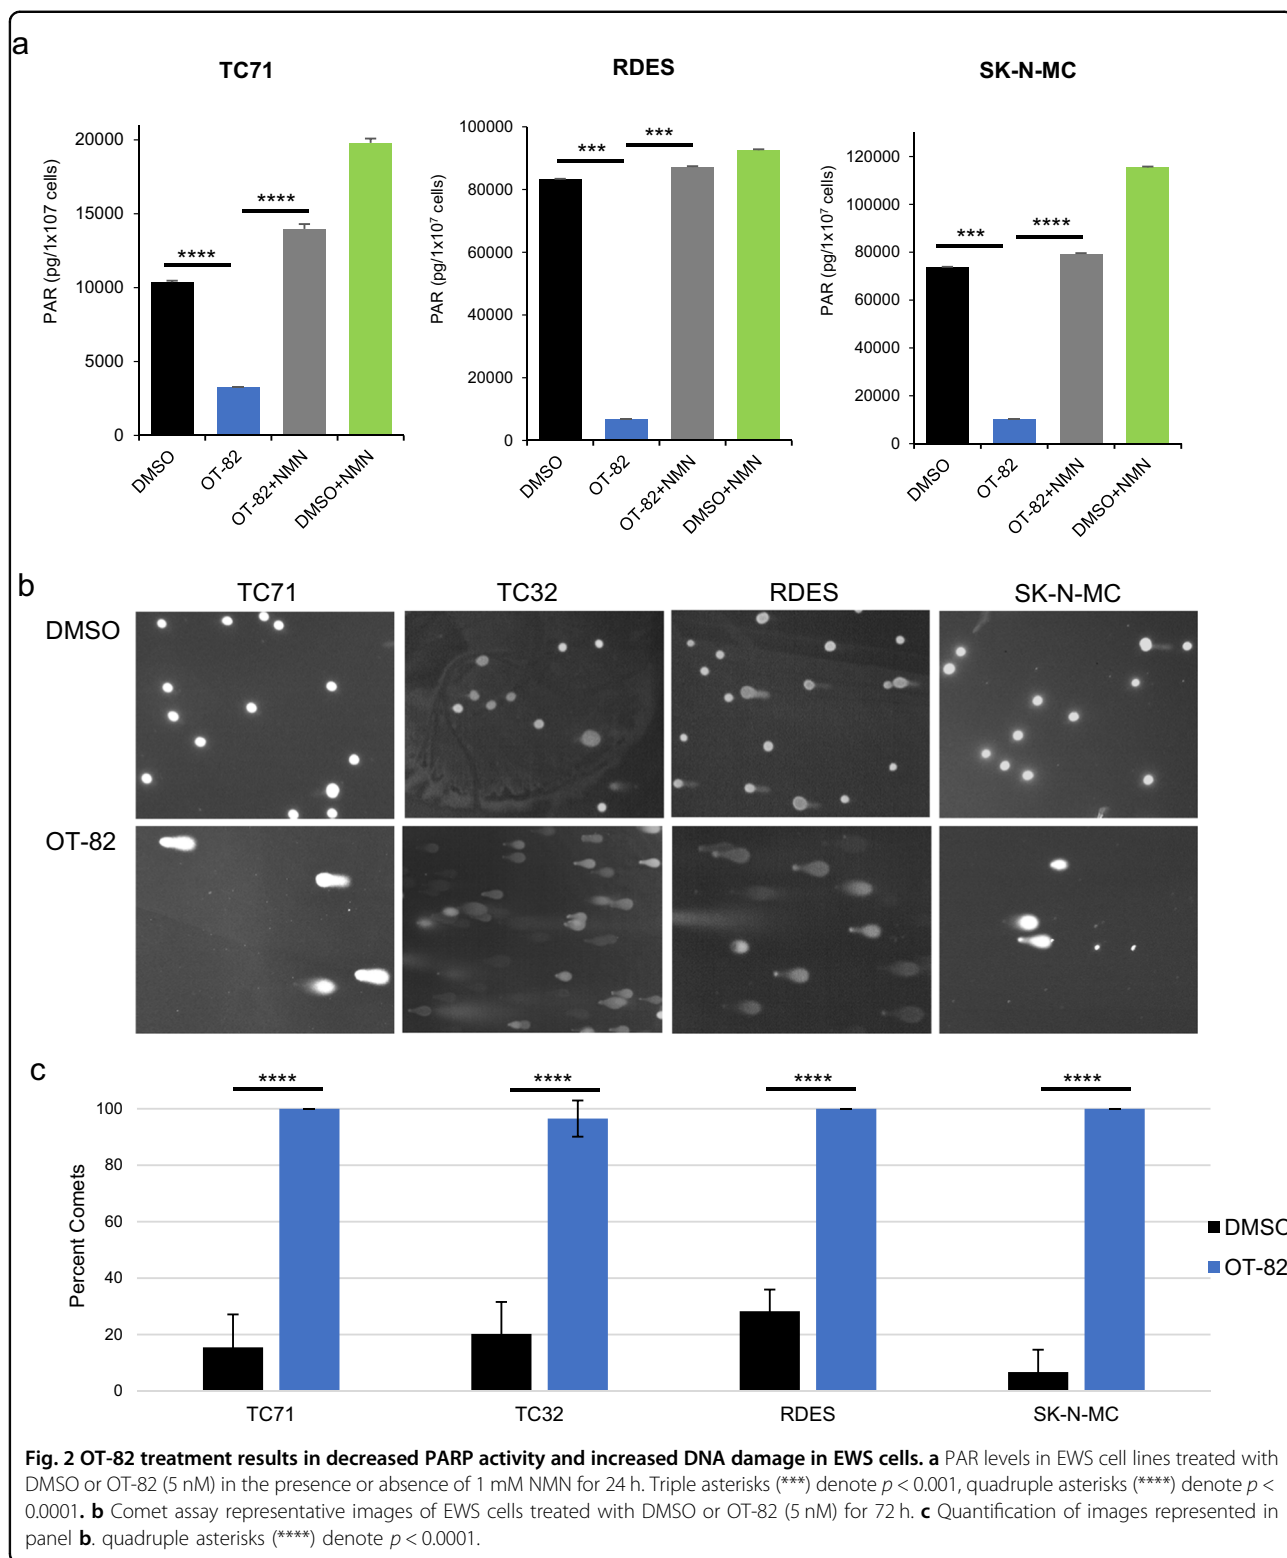 a
TC71
RDES
SK-N-MC
PAR (pg/1x107 cells)
20000
15000
10000
5000
0
****
****
DMSO
OT-82
OT-82+NMN
DMSO+NMN
PAR (pg/1x10⁷ cells)
100000
80000
60000
40000
20000
0
***
***
DMSO
OT-82
OT-82+NMN
DMSO+NMN
PAR (pg/1x10⁷ cells)
120000
100000
80000
60000
40000
20000
0
***
****
DMSO
OT-82
OT-82+NMN
DMSO+NMN
b
TC71
TC32
RDES
SK-N-MC
DMSO
OT-82
c
****
****
****
****
Percent Comets
100
80
60
40
20
0
TC71
TC32
RDES
SK-N-MC
DMSO
OT-82
Fig. 2 OT-82 treatment results in decreased PARP activity and increased DNA damage in EWS cells. a PAR levels in EWS cell lines treated with
DMSO or OT-82 (5 nM) in the presence or absence of 1 mM NMN for 24 h. Triple asterisks (***) denote p < 0.001, quadruple asterisks (****) denote p <
0.0001. b Comet assay representative images of EWS cells treated with DMSO or OT-82 (5 nM) for 72 h. c Quantification of images represented in
panel b. quadruple asterisks (****) denote p < 0.0001.